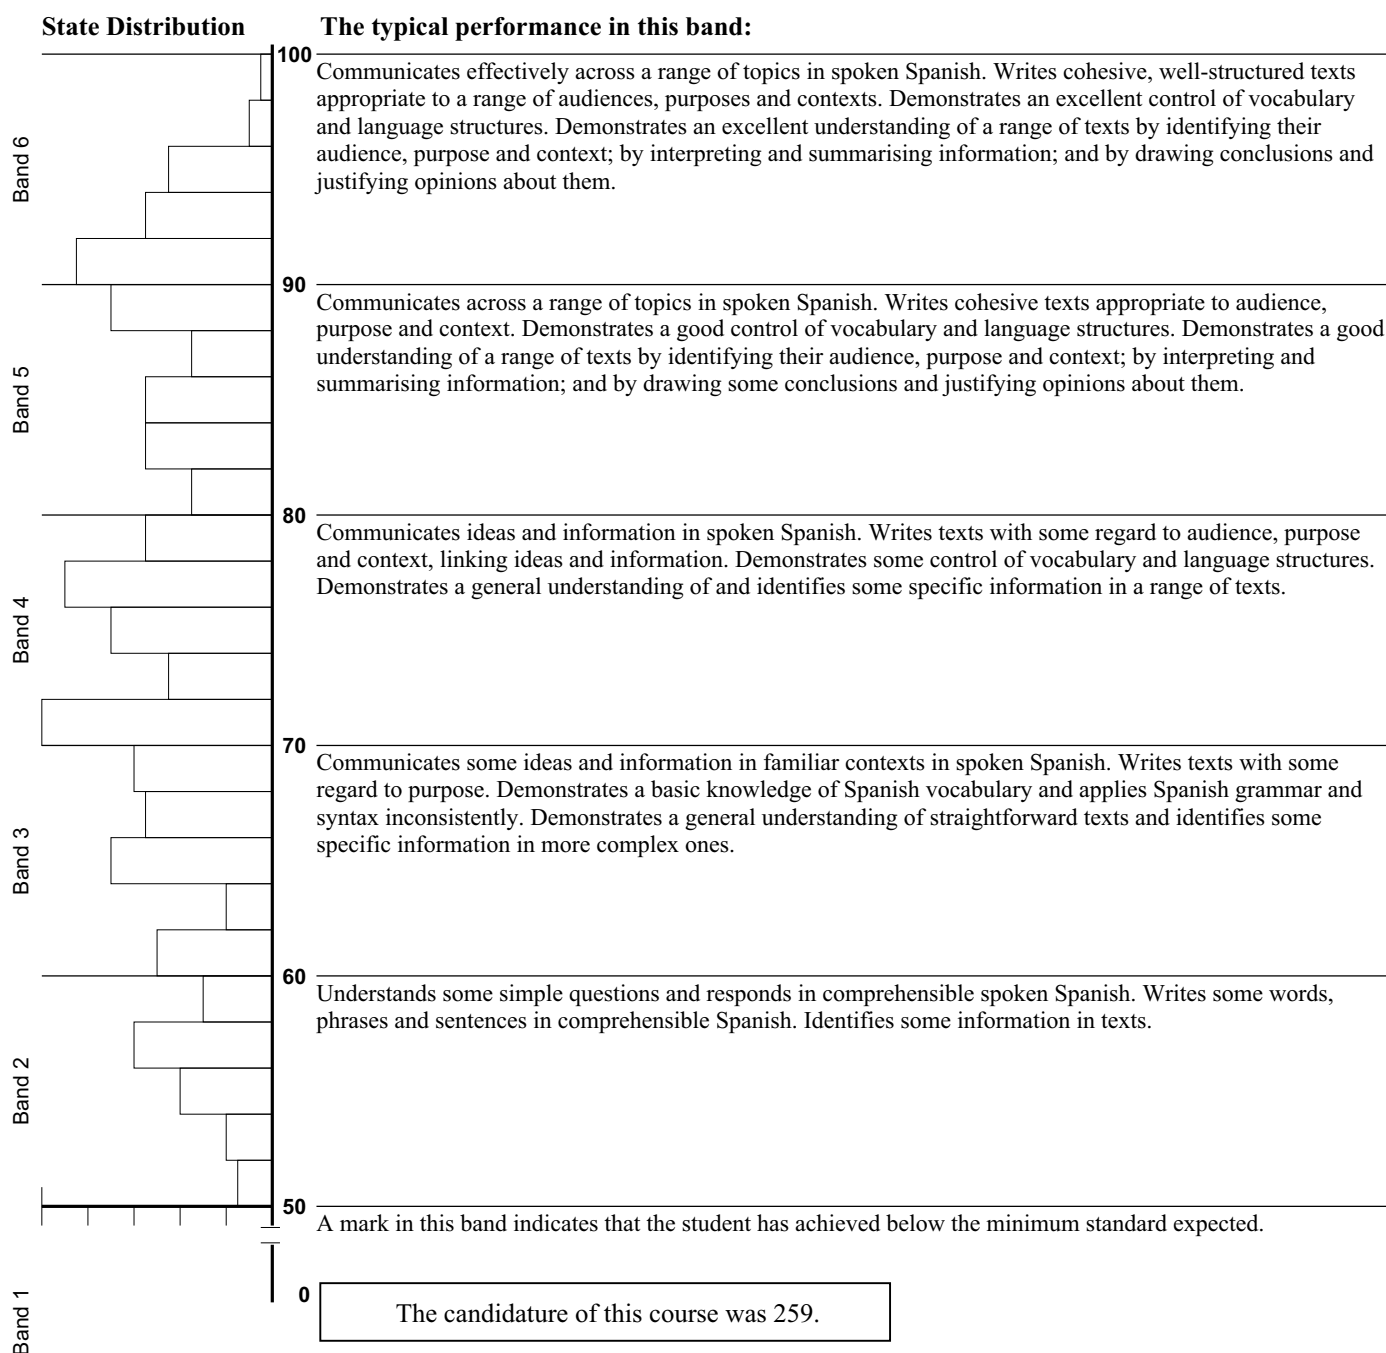 State Distribution
The typical performance in this band:
100
Communicates effectively across a range of topics in spoken Spanish. Writes cohesive, well-structured texts
appropriate to a range of audiences, purposes and contexts. Demonstrates an excellent control of vocabulary
and language structures. Demonstrates an excellent understanding of a range of texts by identifying their
audience, purpose and context; by interpreting and summarising information; and by drawing conclusions and
justifying opinions about them.
Band 6
90
Communicates across a range of topics in spoken Spanish. Writes cohesive texts appropriate to audience,
purpose and context. Demonstrates a good control of vocabulary and language structures. Demonstrates a good
understanding of a range of texts by identifying their audience, purpose and context; by interpreting and
summarising information; and by drawing some conclusions and justifying opinions about them.
Band 5
80
Communicates ideas and information in spoken Spanish. Writes texts with some regard to audience, purpose
and context, linking ideas and information. Demonstrates some control of vocabulary and language structures.
Demonstrates a general understanding of and identifies some specific information in a range of texts.
Band 4
70
Communicates some ideas and information in familiar contexts in spoken Spanish. Writes texts with some
regard to purpose. Demonstrates a basic knowledge of Spanish vocabulary and applies Spanish grammar and
syntax inconsistently. Demonstrates a general understanding of straightforward texts and identifies some
specific information in more complex ones.
Band 3
60
Understands some simple questions and responds in comprehensible spoken Spanish. Writes some words,
phrases and sentences in comprehensible Spanish. Identifies some information in texts.
Band 2
50
A mark in this band indicates that the student has achieved below the minimum standard expected.
Band 1
0
The candidature of this course was 259.